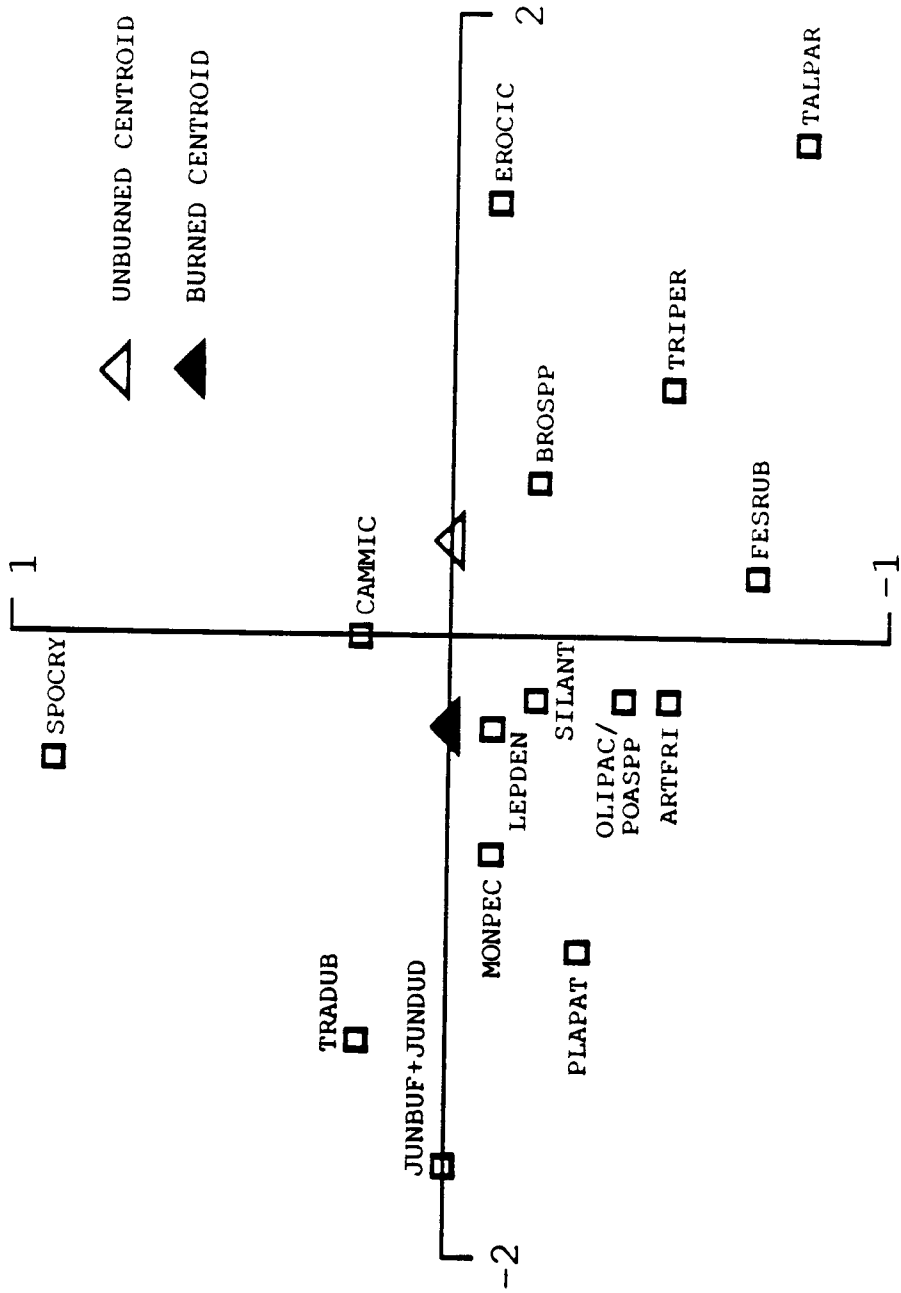 1
SPOCRY
UNBURNED CENTROID
BURNED CENTROID
CAMMIC
TRADUB
JUNBUF+JUNDUD
2
-2
EROCIC
MONPEC
LEPDEN
BROSPP
SILANT
PLAPAT
OLIPAC/
POASPP
TRIPER
ARTFRI
FESRUB
TALPAR
-1